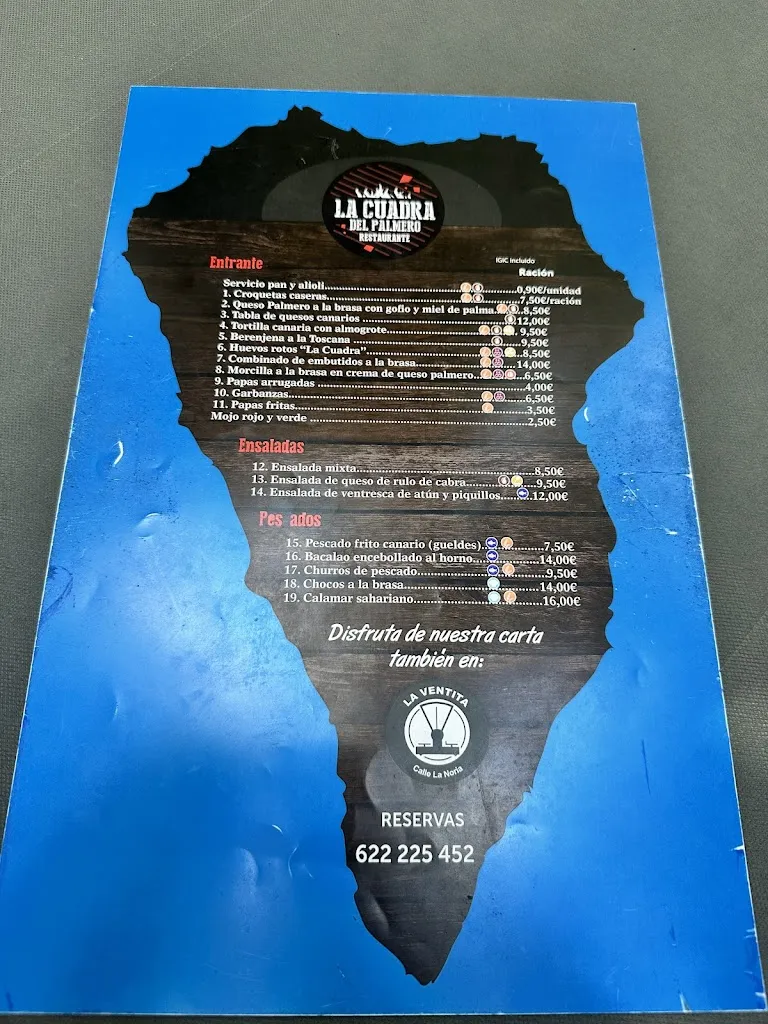 LA CUADRA
DEL PALMERO
RESTAURANTE
Entrante
IGIC incluido
Ración
Servicio pan y alioli 0,90€/unidad
1. Croquetas caseras 7,50€/ración
2. Queso Palmero a la brasa con gofio y miel de palma 8,50€
3. Tabla de quesos canarios 12,00€
4. Tortilla canaria con almogrote 9,50€
5. Berenjena a la Toscana 9,50€
6. Huevos rotos "La Cuadra" 8,50€
7. Combinado de embutidos a la brasa 14,00€
8. Morcilla a la brasa en crema de queso palmero 6,50€
9. Papas arrugadas 4,00€
10. Garbanzas 6,50€
11. Papas fritas 3,50€
Mojo rojo y verde 2,50€
Ensaladas
12. Ensalada mixta 8,50€
13. Ensalada de queso de rulo de cabra 9,50€
14. Ensalada de ventresca de atún y piquillos 12,00€
Pes ados
15. Pescado frito canario (gueldes) 7,50€
16. Bacalao encebollado al horno 14,00€
17. Churros de pescado 9,50€
18. Chocos a la brasa 14,00€
19. Calamar sahariano 16,00€
Disfruta de nuestra carta
también en:
LA VENTITA
Calle La Noria
RESERVAS
622 225 452